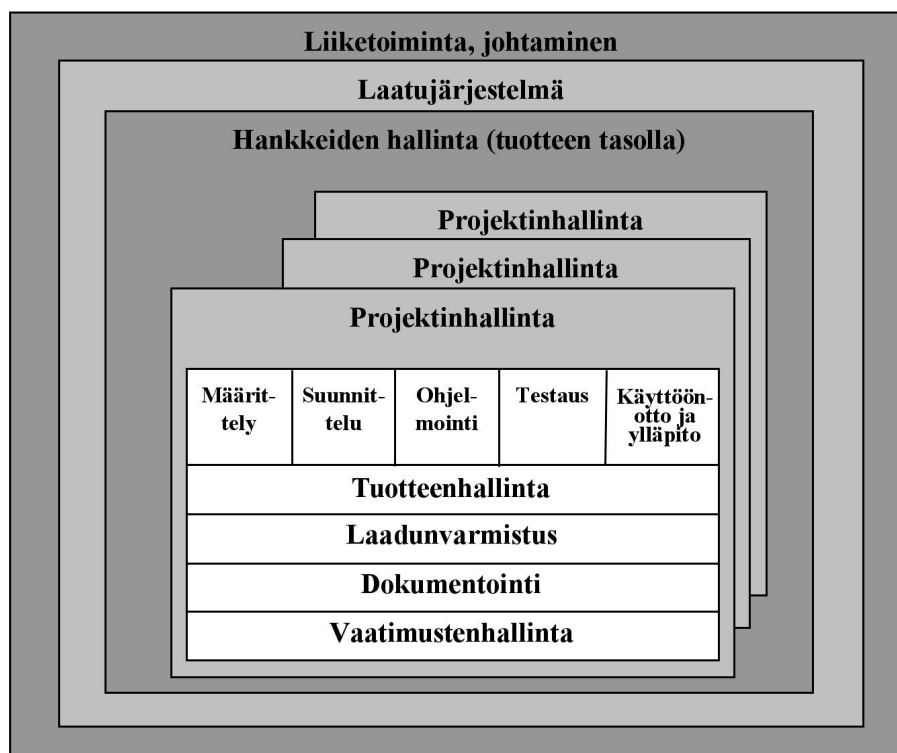 Liiketoiminta, johtaminen
Laatujärjestelmä
Hankkeiden hallinta (tuotteen tasolla)
Projektinhallinta
Projektinhallinta
Projektinhallinta
Määrit-
tely
Suunnit-
telu
Ohjel-
mointi
Testaus
Käyttöön-
otto ja
ylläpito
Tuotteenhallinta
Laadunvarmistus
Dokumentointi
Vaatimustenhallinta